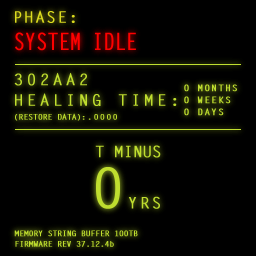 PHASE:
SYSTEM IDLE
302AA2
HEALING TIME:
0 MONTHS
0 WEEKS
0 DAYS
(RESTORE DATA):.0000
T MINUS
0 YRS
MEMORY STRING BUFFER 100TB
FIRMWARE REV 37.12.4b